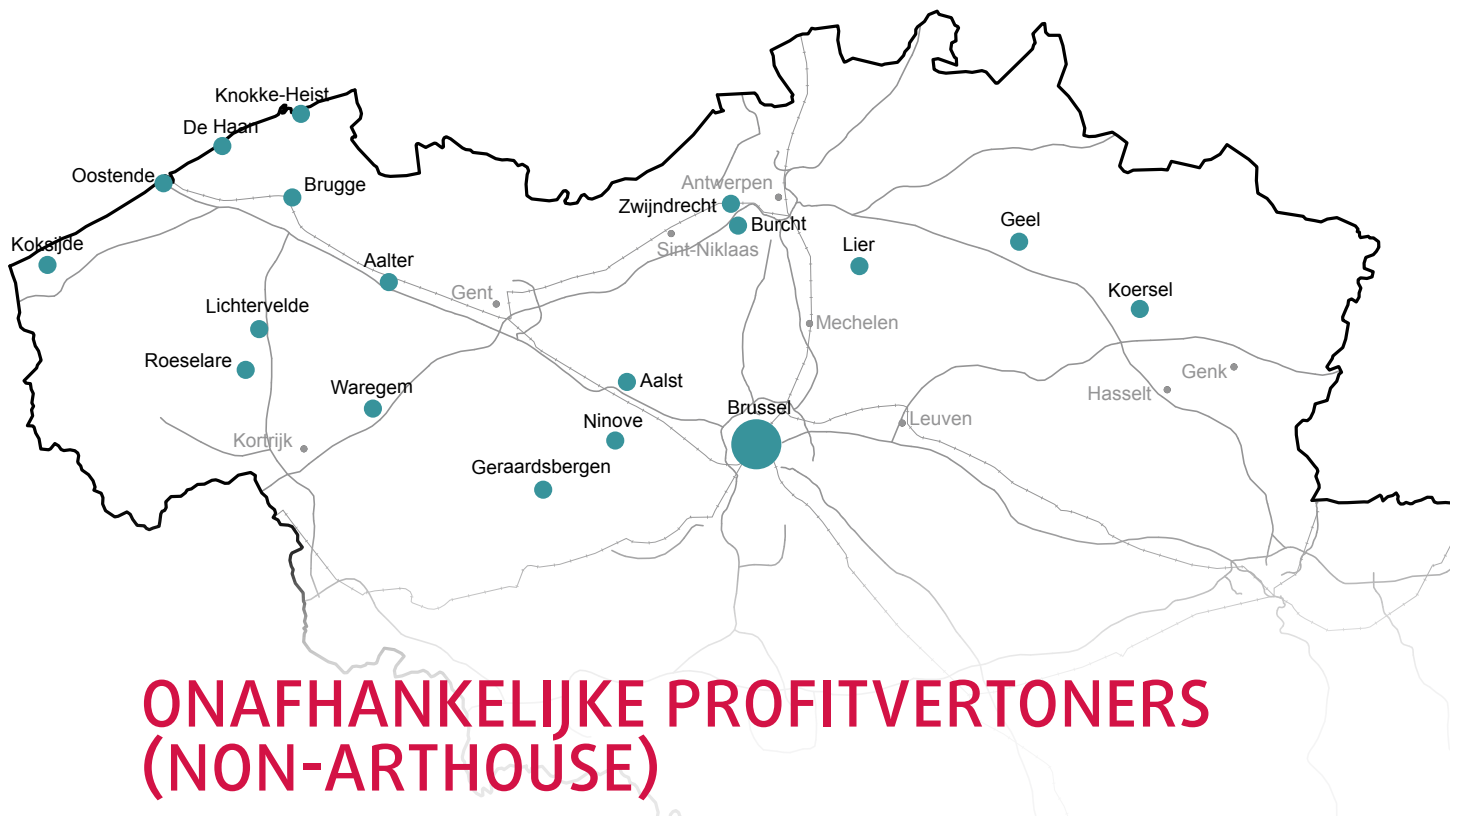 Knokke-Heist
De Haan
Oostende
Brugge
Antwerpen
Zwijndrecht
Burcht
Geel
Koksijde
Lier
Sint-Niklaas
Aalter
Gent
Koersel
Lichtervelde
Mechelen
Roeselare
Waregem
Aalst
Genk
Hasselt
Brussel
Ninove
Leuven
Kortrijk
Geraardsbergen
ONAFHANKELIJKE PROFITVERTONERS
(NON-ARTHOUSE)